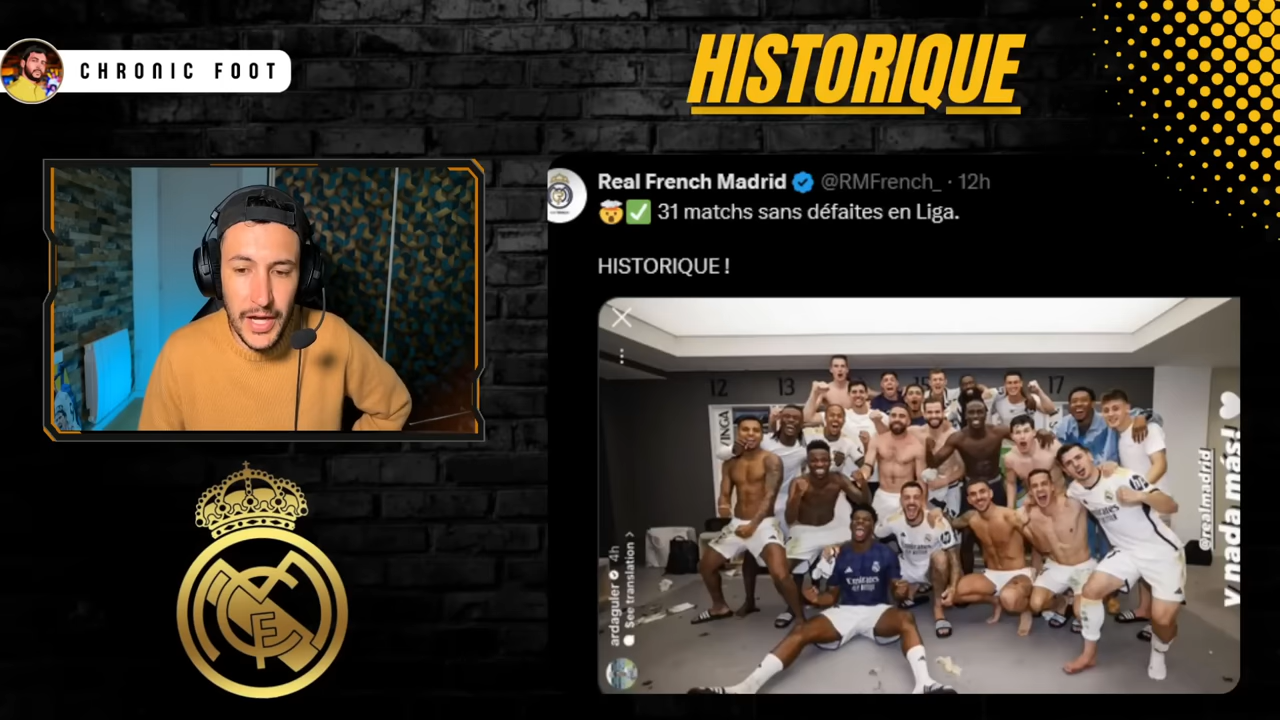 CHRONIC FOOT
HISTORIQUE
Real French Madrid @RMFrench_ · 12h
🤯✅ 31 matchs sans défaites en Liga.
HISTORIQUE !
12
13
15
17
ardaguler 4h
See translation >
@realmadrid
Y nada más!